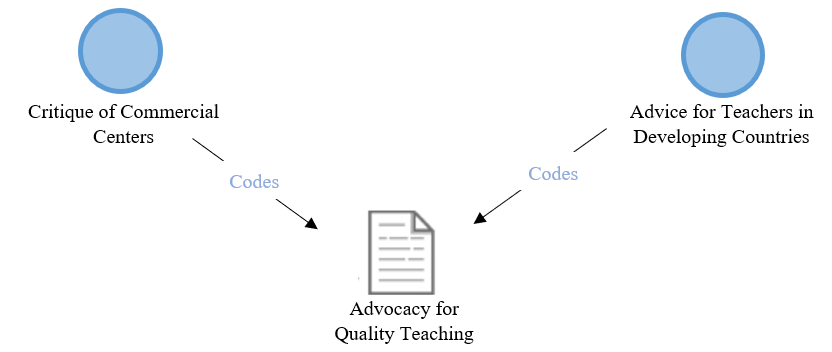 Critique of Commercial
Centers
Advice for Teachers in
Developing Countries
Codes
Codes
Advocacy for
Quality Teaching